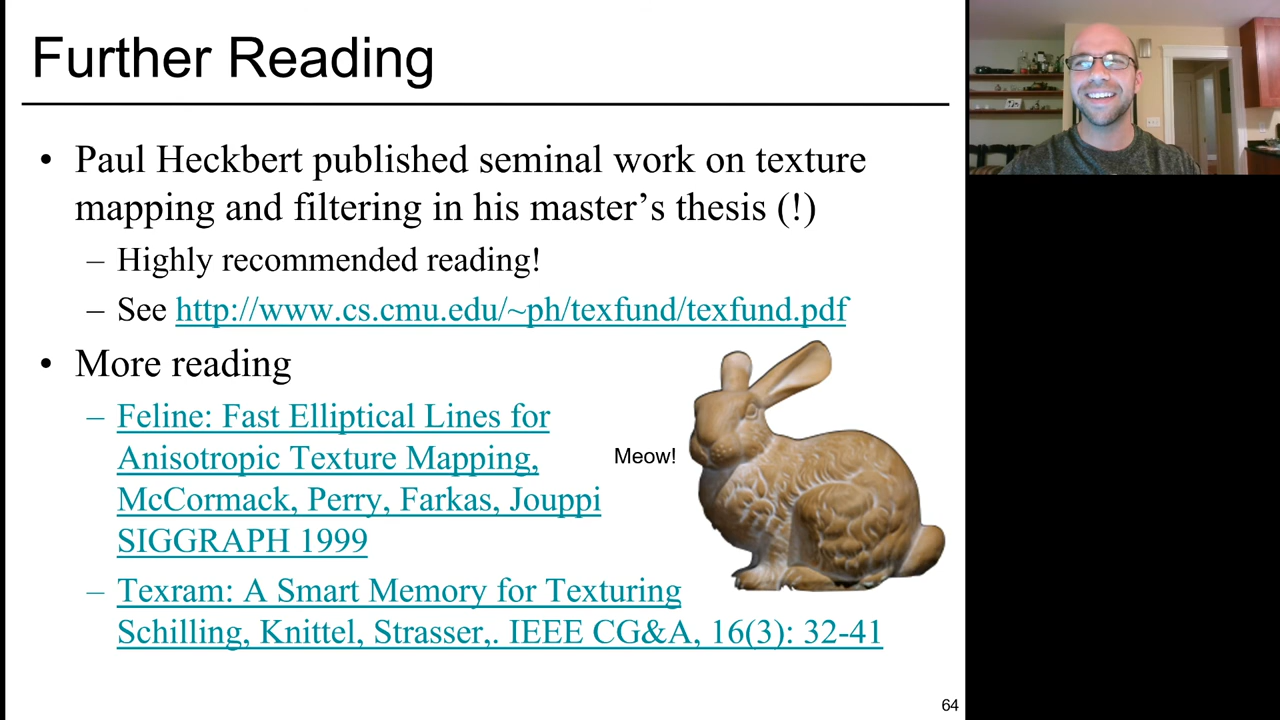 Further Reading
• Paul Heckbert published seminal work on texture
mapping and filtering in his master’s thesis (!)
– Highly recommended reading!
– See http://www.cs.cmu.edu/~ph/texfund/texfund.pdf
• More reading
– Feline: Fast Elliptical Lines for
Anisotropic Texture Mapping,
McCormack, Perry, Farkas, Jouppi
SIGGRAPH 1999
Meow!
– Texram: A Smart Memory for Texturing
Schilling, Knittel, Strasser,. IEEE CG&A, 16(3): 32-41
64